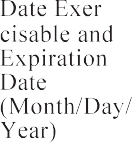 Date Exer
cisable and
Expiration
Date
(Month/Day/
Year)